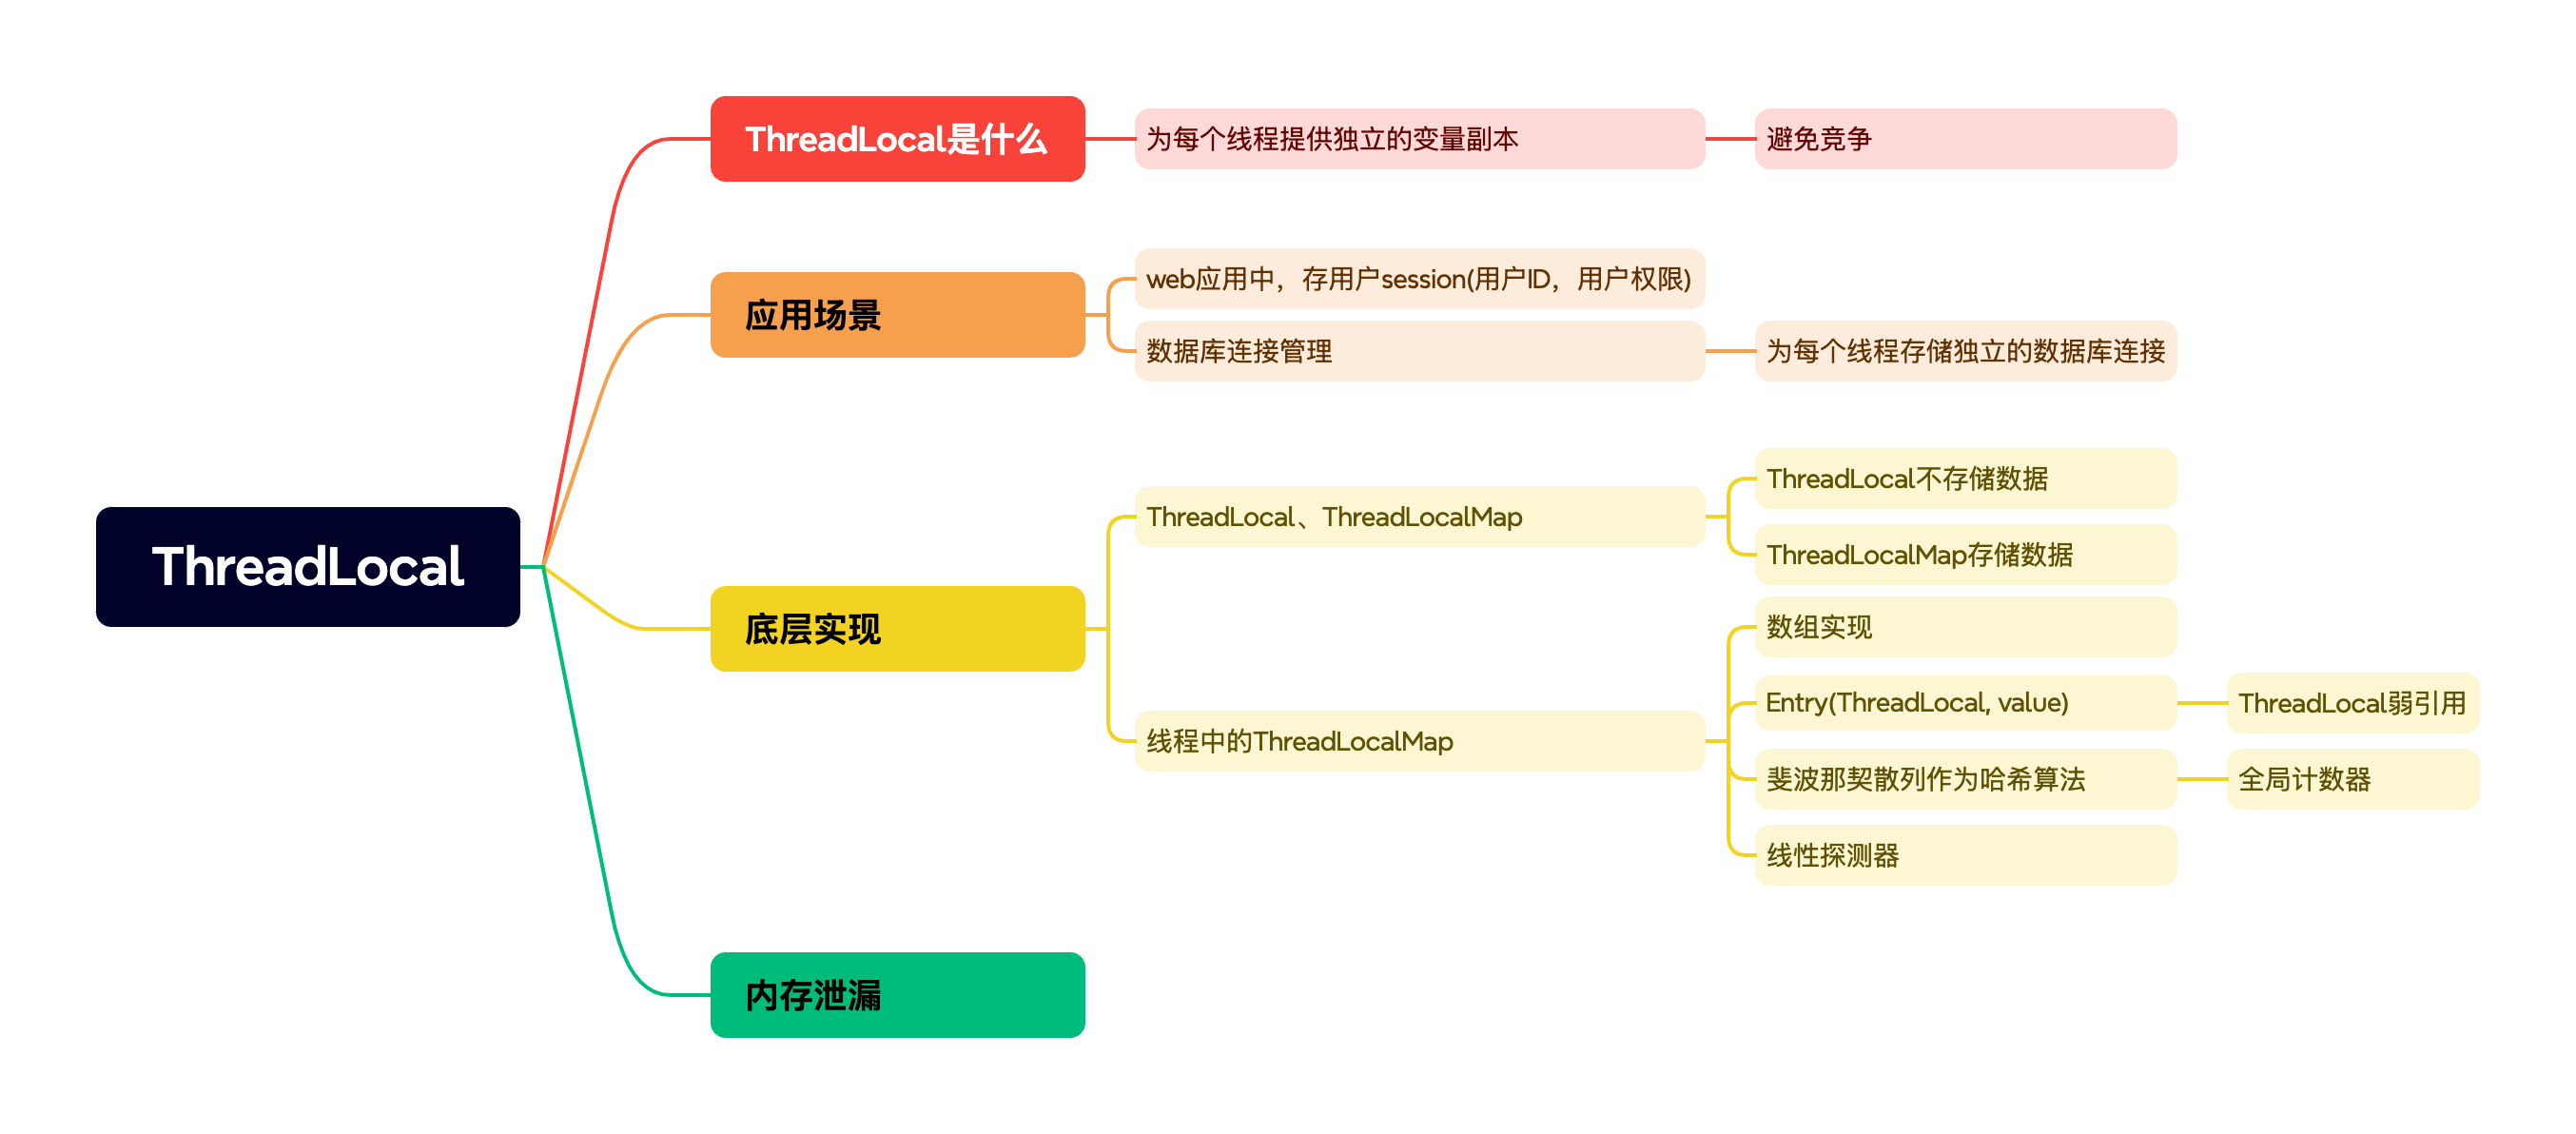 ThreadLocal
ThreadLocal是什么
为每个线程提供独立的变量副本
避免竞争
应用场景
web应用中，存用户session(用户ID，用户权限)
数据库连接管理
为每个线程存储独立的数据库连接
底层实现
ThreadLocal、ThreadLocalMap
ThreadLocal不存储数据
ThreadLocalMap存储数据
线程中的ThreadLocalMap
数组实现
Entry(ThreadLocal, value)
ThreadLocal弱引用
斐波那契散列作为哈希算法
全局计数器
线性探测器
内存泄漏